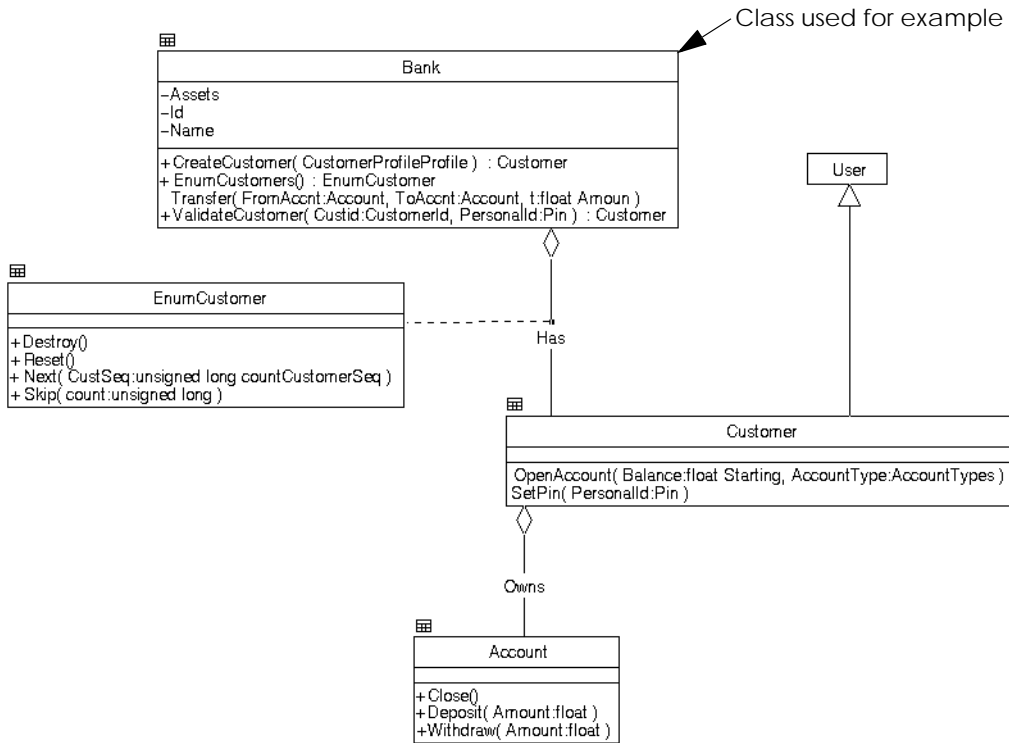 Class used for example
Bank
-Assets
-Id
-Name
+ CreateCustomer( CustomerProfileProfile ) : Customer
+ EnumCustomers() : EnumCustomer
Transfer( FromAccnt:Account, ToAccnt:Account, t:float Amoun )
+ValidateCustomer( Custid:CustomerId, PersonalId:Pin ) : Customer
User
EnumCustomer
+Destroy()
+Reset()
+ Next( CustSeq:unsigned long countCustomerSeq )
+ Skip( count:unsigned long )
Has
Customer
OpenAccount( Balance:float Starting, AccountType:AccountTypes )
SetPin( PersonalId:Pin )
Owns
Account
+Close()
+Deposit( Amount:float )
+Withdraw( Amount:float )